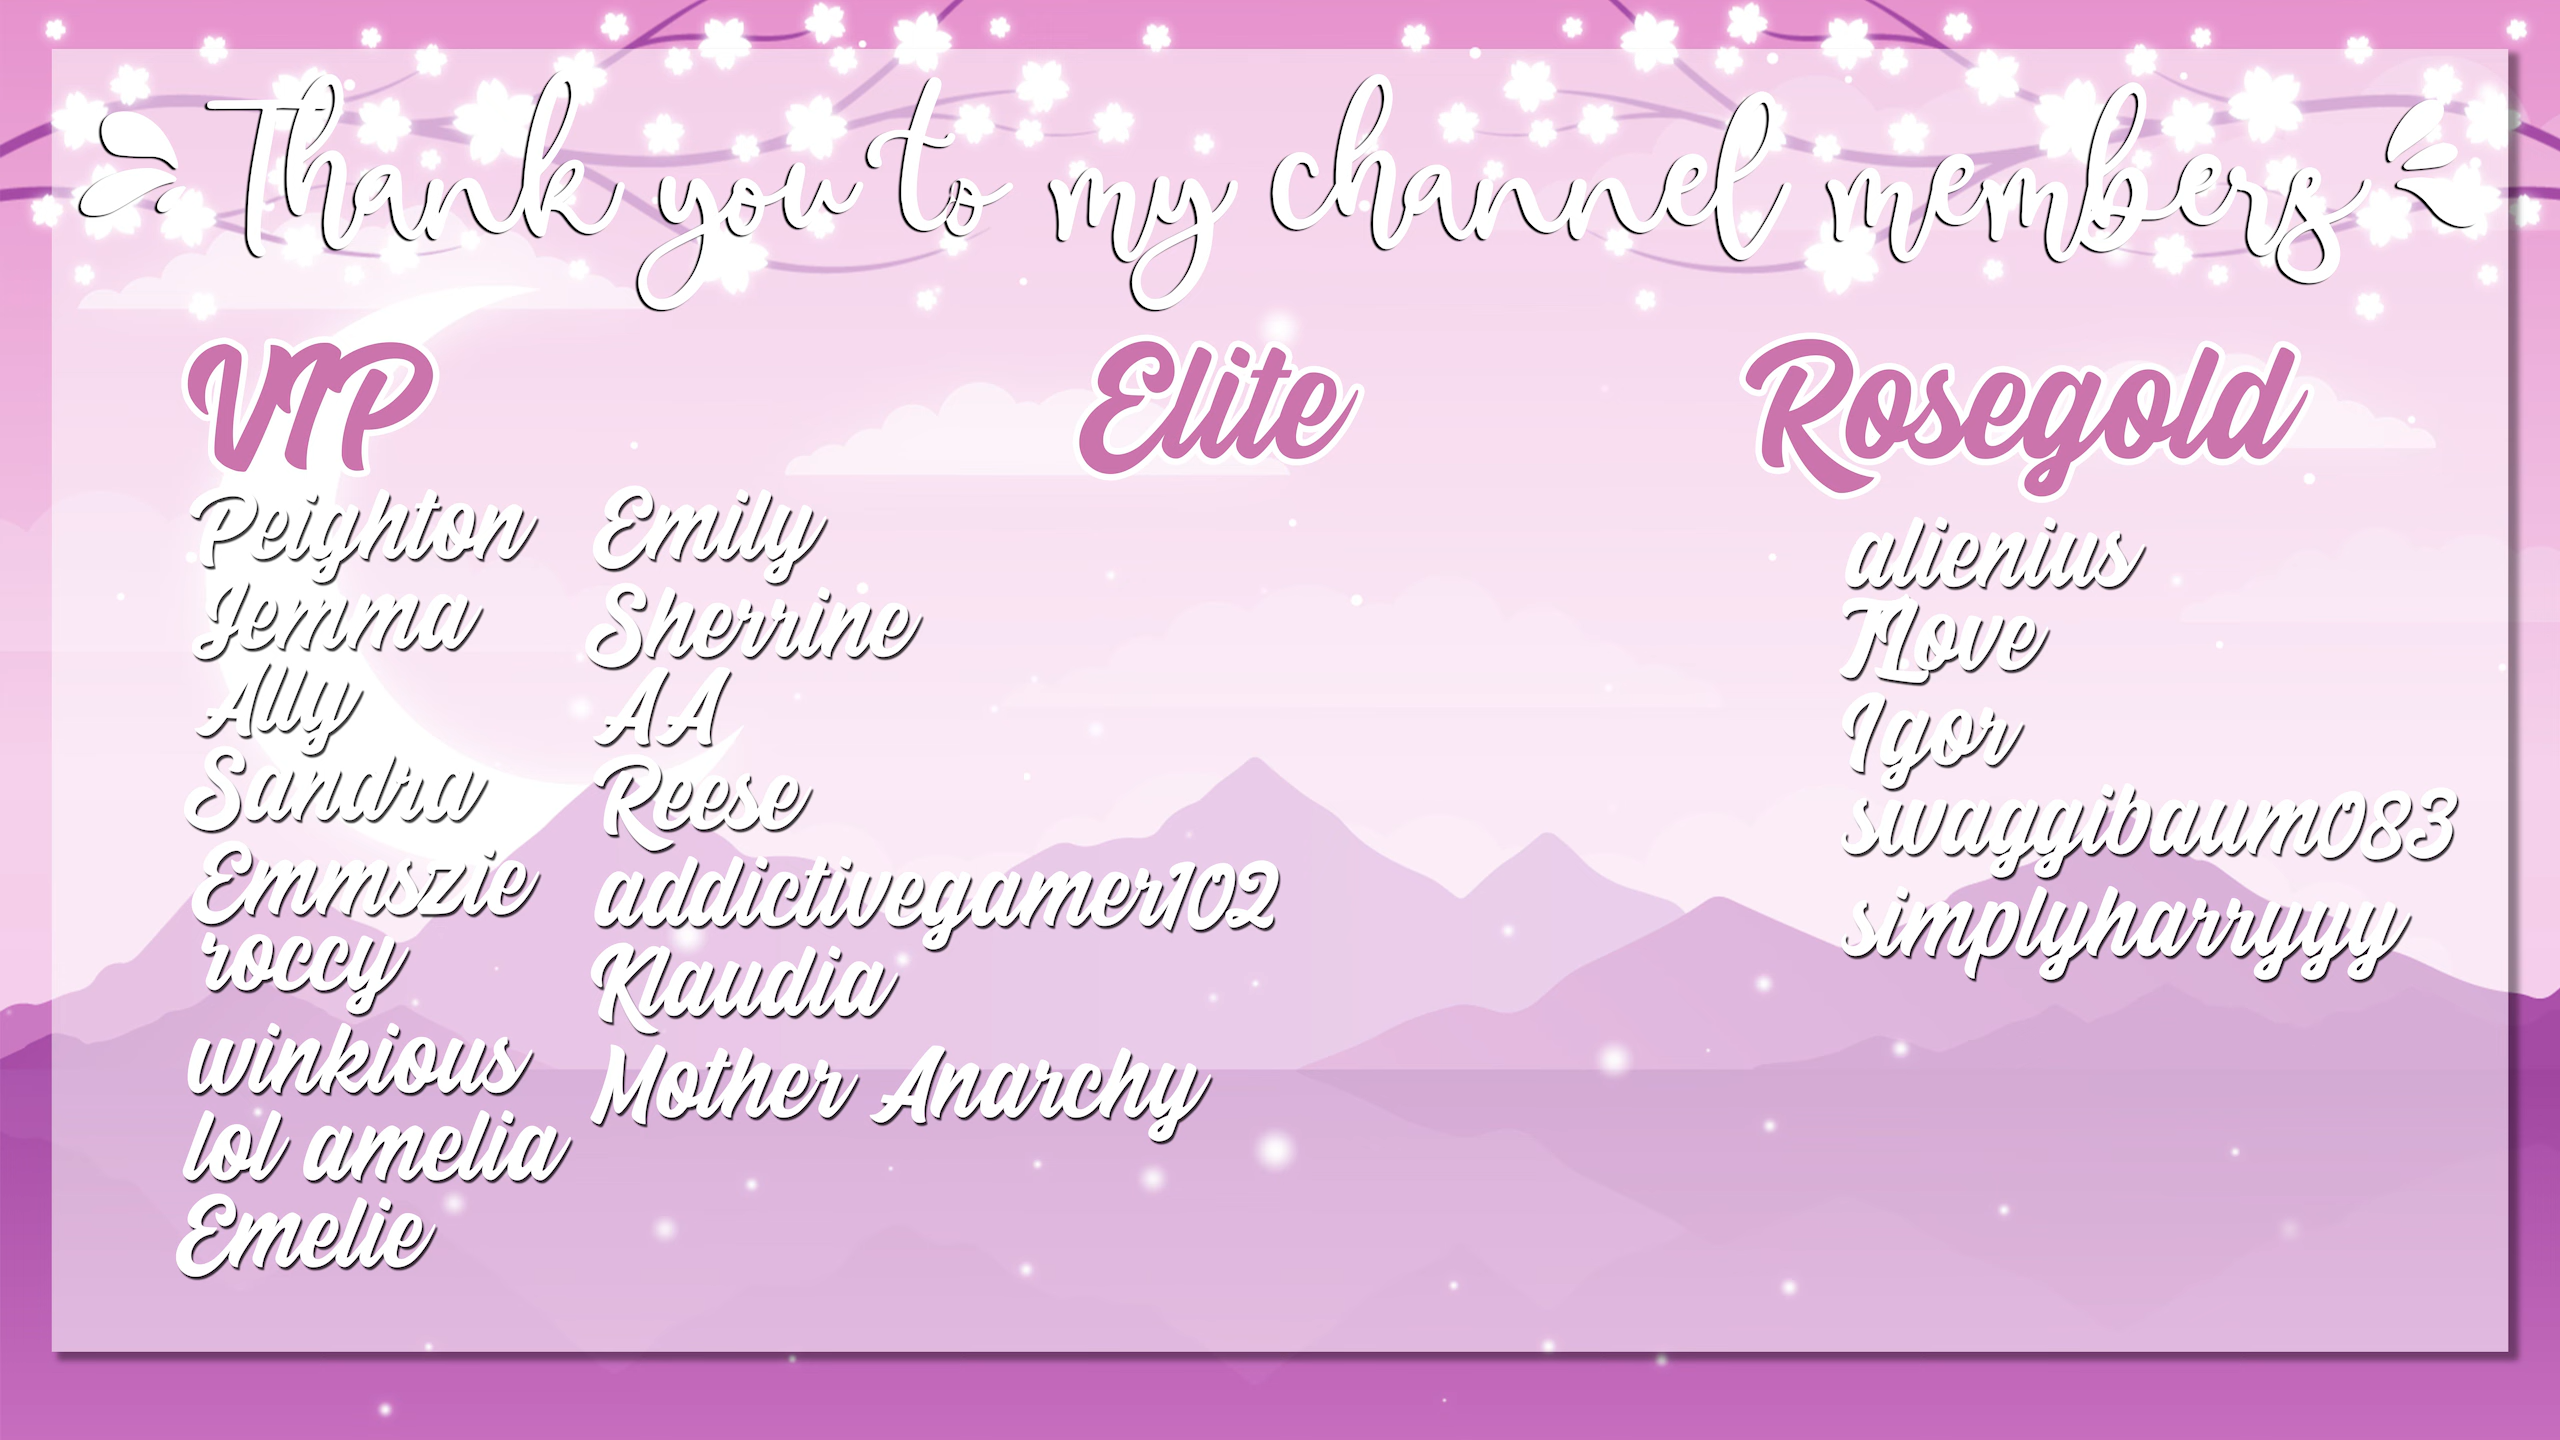 Thank you to my channel members
VIP
Peighton
Jemma
Ally
Sandra
Emmszie
roccy
winkious
lol amelia
Emelie
Emily
Sherrine
AA
Reese
addictivegamer102
Klaudia
Mother Anarchy
Elite
Rosegold
alienius
TLove
Igor
swaggibaum083
simplyharryyy